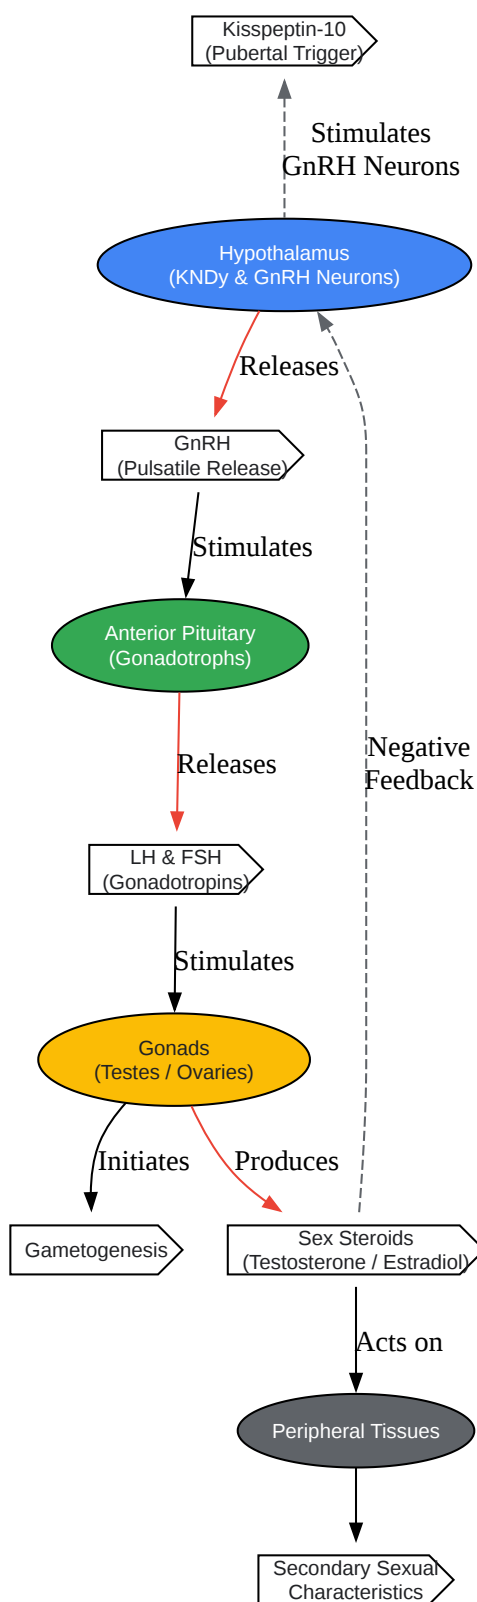 Kisspeptin-10
(Pubertal Trigger)
Stimulates
GnRH Neurons
Hypothalamus
(KNDy & GnRH Neurons)
Releases
GnRH
(Pulsatile Release)
Stimulates
Anterior Pituitary
(Gonadotrophs)
Negative
Feedback
Releases
LH & FSH
(Gonadotropins)
Stimulates
Gonads
(Testes / Ovaries)
Initiates
Produces
Gametogenesis
Sex Steroids
(Testosterone / Estradiol)
Acts on
Peripheral Tissues
Secondary Sexual
Characteristics